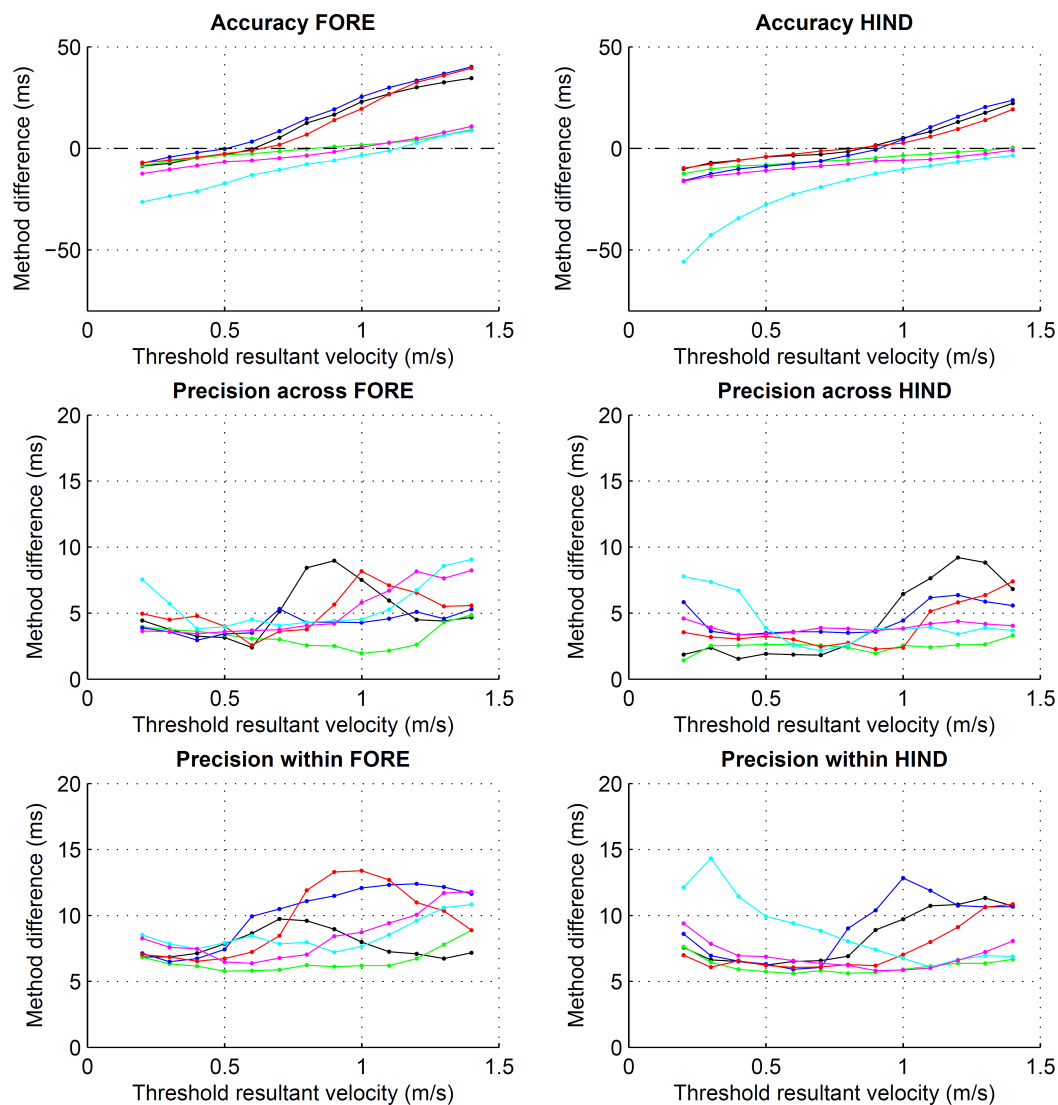 Accuracy FORE
50
0
−50
Method difference (ms)
0
0.5
1
1.5
Threshold resultant velocity (m/s)
Accuracy HIND
50
0
−50
Method difference (ms)
0
0.5
1
1.5
Threshold resultant velocity (m/s)
Precision across FORE
20
15
10
5
0
Method difference (ms)
0
0.5
1
1.5
Threshold resultant velocity (m/s)
Precision across HIND
20
15
10
5
0
Method difference (ms)
0
0.5
1
1.5
Threshold resultant velocity (m/s)
Precision within FORE
20
15
10
5
0
Method difference (ms)
0
0.5
1
1.5
Threshold resultant velocity (m/s)
Precision within HIND
20
15
10
5
0
Method difference (ms)
0
0.5
1
1.5
Threshold resultant velocity (m/s)